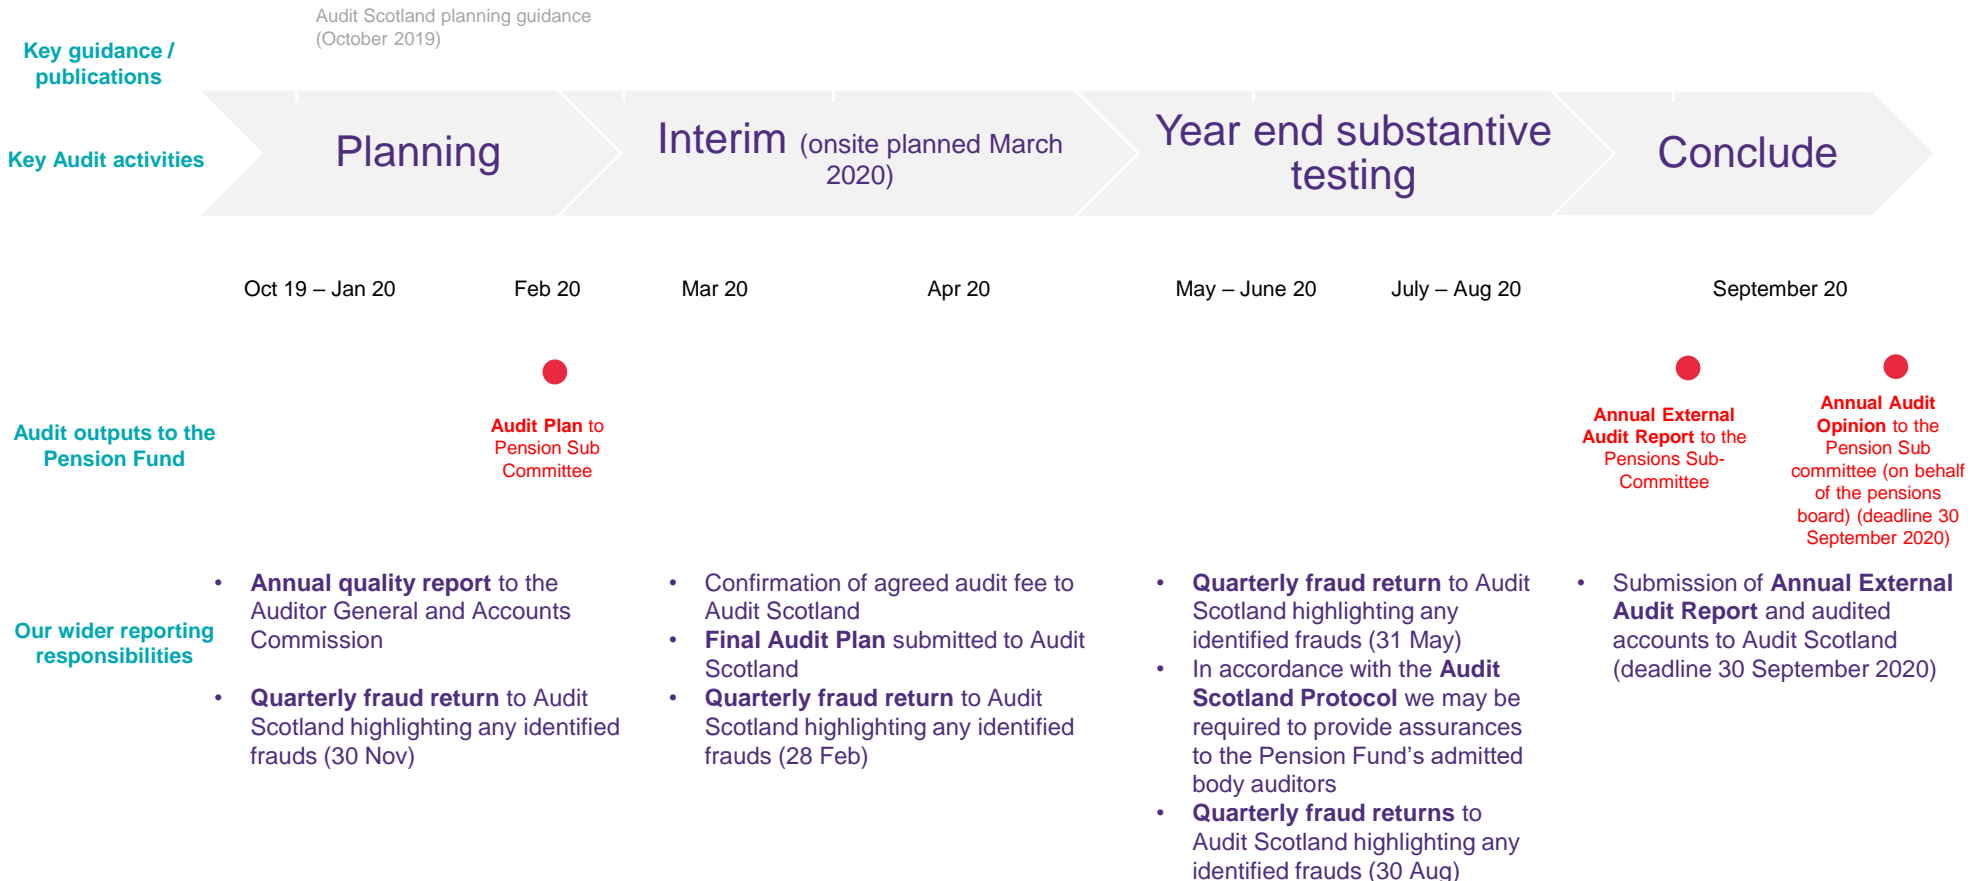 Audit Scotland planning guidance
(October 2019)
Key guidance /
publications
Key Audit activities
Planning
Interim (onsite planned March
2020)
Year end substantive
testing
Conclude
Oct 19 – Jan 20
Feb 20
Mar 20
Apr 20
May – June 20
July – Aug 20
September 20
Audit outputs to the
Pension Fund
Audit Plan to
Pension Sub
Committee
Annual External
Audit Report to the
Pensions Sub-
Committee
Annual Audit
Opinion to the
Pension Sub
committee (on behalf
of the pensions
board) (deadline 30
September 2020)
Our wider reporting
responsibilities
• Annual quality report to the
Auditor General and Accounts
Commission
• Quarterly fraud return to Audit
Scotland highlighting any identified
frauds (30 Nov)
• Confirmation of agreed audit fee to
Audit Scotland
• Final Audit Plan submitted to Audit
Scotland
• Quarterly fraud return to Audit
Scotland highlighting any identified
frauds (28 Feb)
• Quarterly fraud return to Audit
Scotland highlighting any
identified frauds (31 May)
• In accordance with the Audit
Scotland Protocol we may be
required to provide assurances
to the Pension Fund’s admitted
body auditors
• Quarterly fraud returns to
Audit Scotland highlighting any
identified frauds (30 Aug)
• Submission of Annual External
Audit Report and audited
accounts to Audit Scotland
(deadline 30 September 2020)